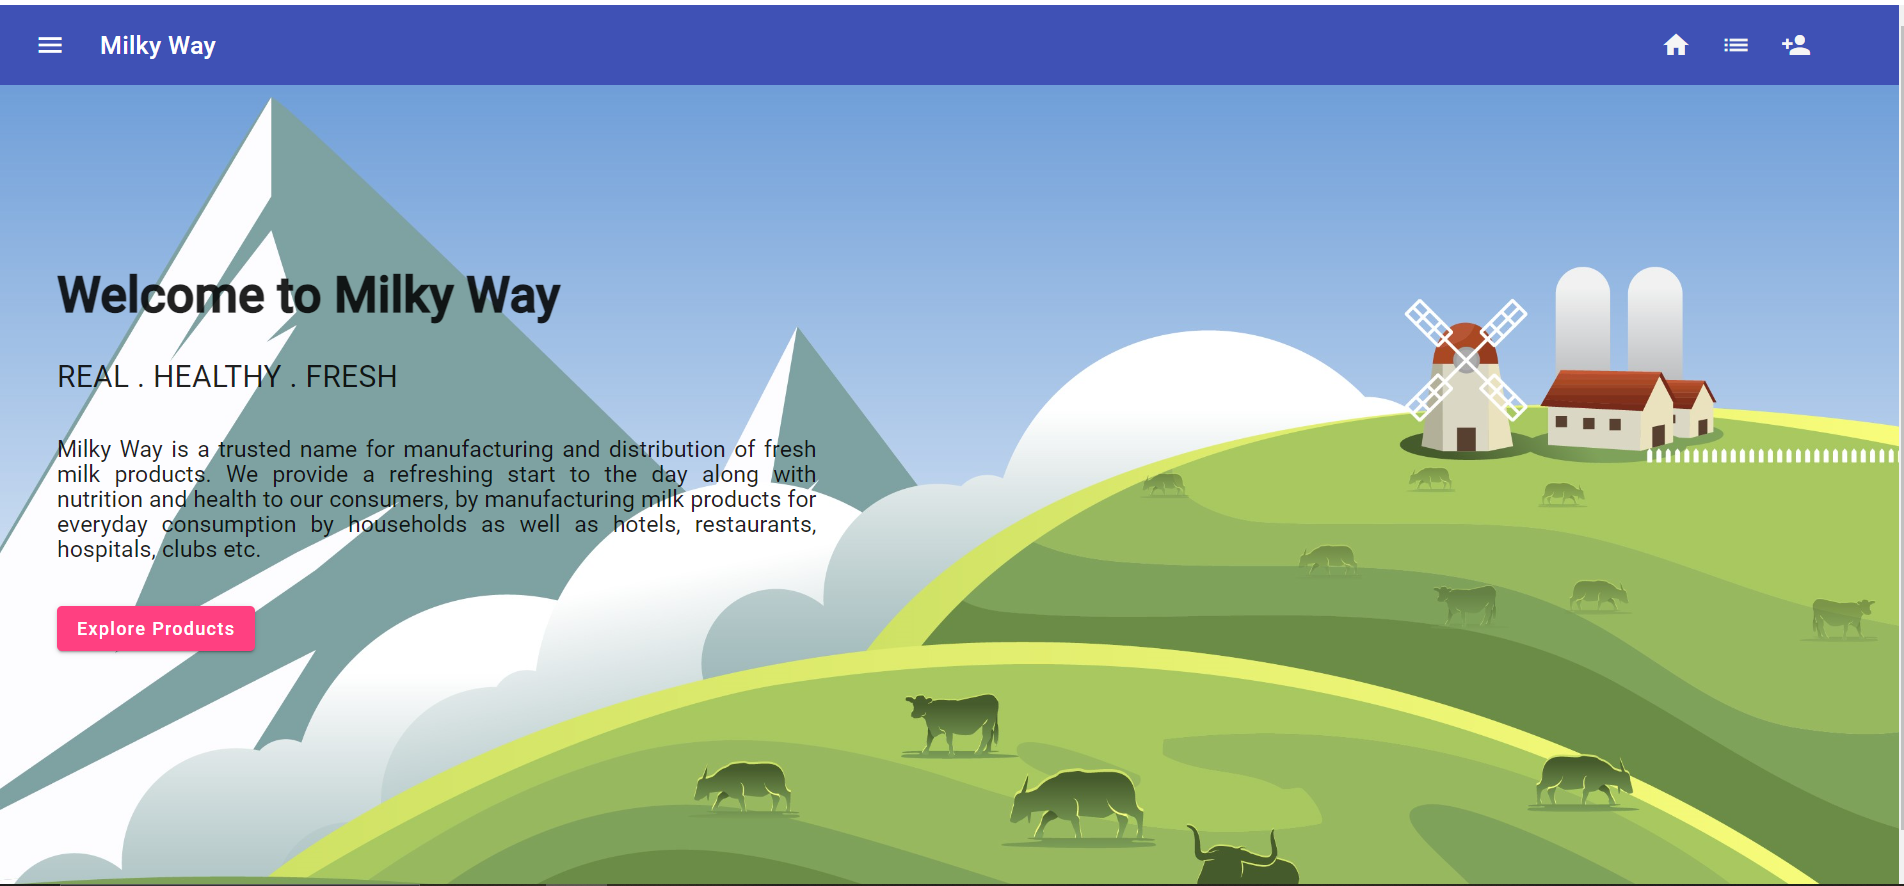 Milky Way
Welcome to Milky Way
REAL . HEALTHY . FRESH
Milky Way is a trusted name for manufacturing and distribution of fresh
milk products. We provide a refreshing start to the day along with
nutrition and health to our consumers, by manufacturing milk products for
everyday consumption by households as well as hotels, restaurants,
hospitals, clubs etc.
Explore Products